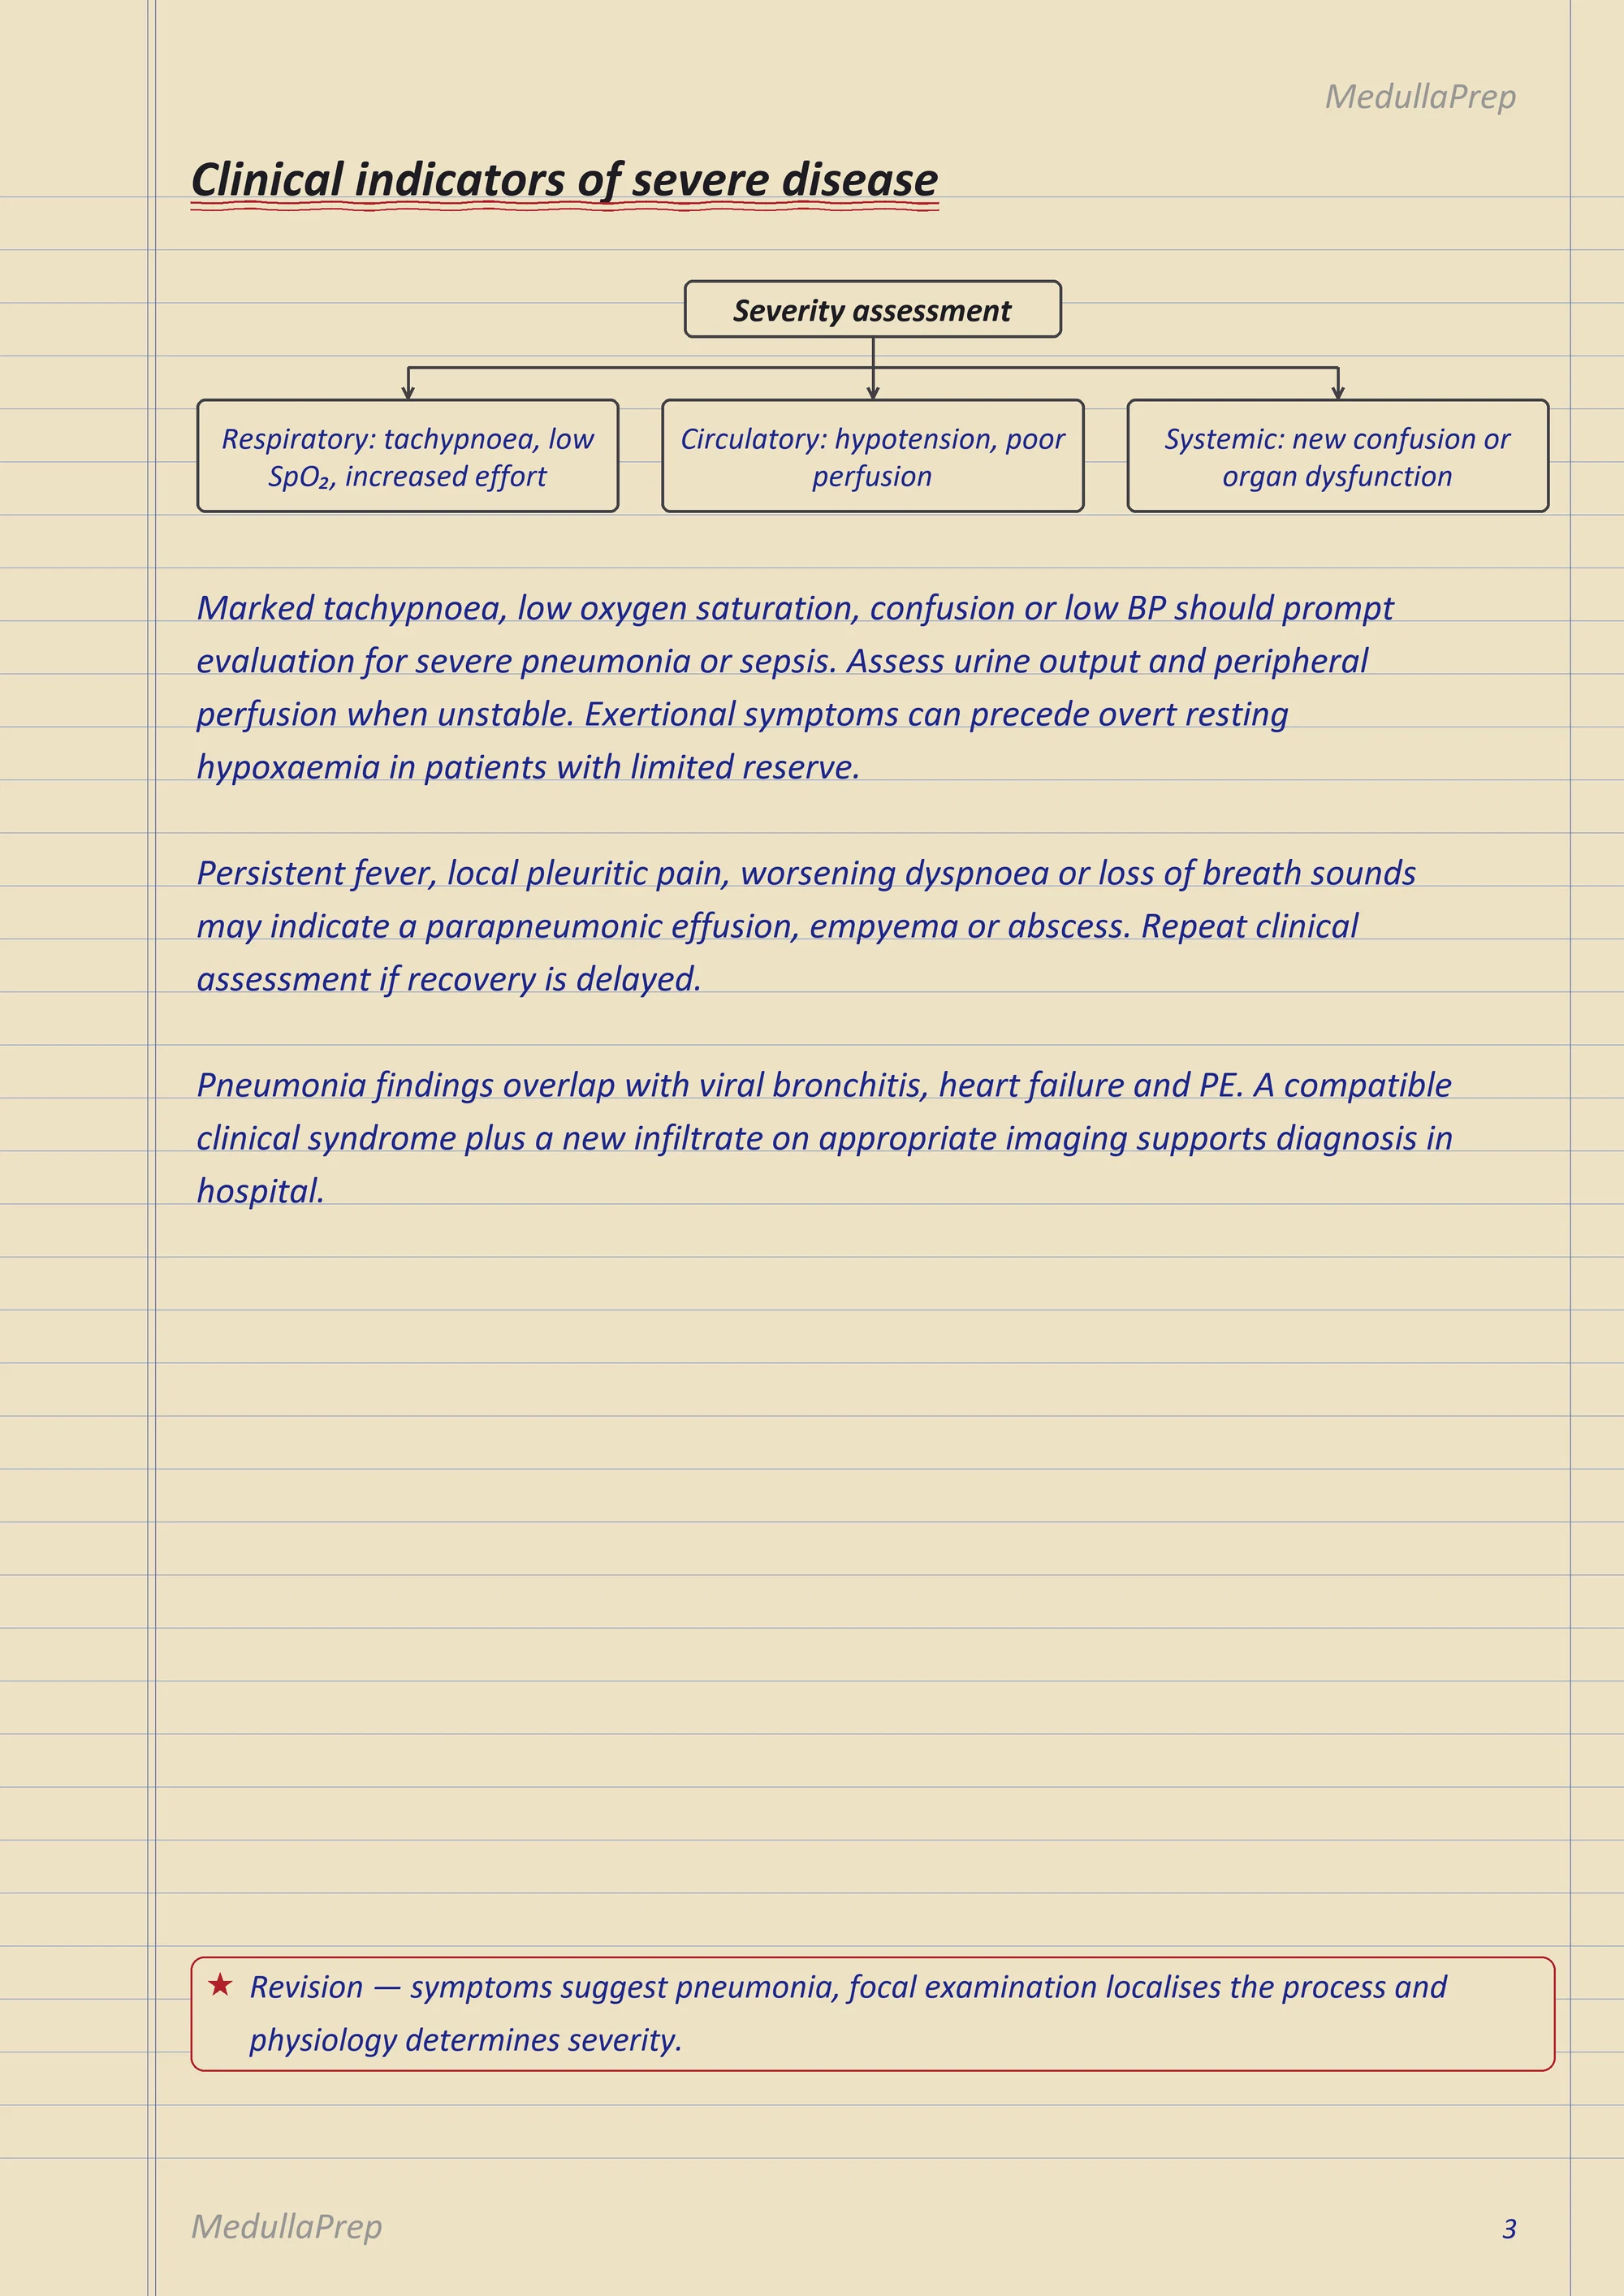 MedullaPrep
Clinical indicators of severe disease
Severity assessment
Respiratory: tachypnoea, low
SpO₂, increased effort
Circulatory: hypotension, poor
perfusion
Systemic: new confusion or
organ dysfunction
Marked tachypnoea, low oxygen saturation, confusion or low BP should prompt
evaluation for severe pneumonia or sepsis. Assess urine output and peripheral
perfusion when unstable. Exertional symptoms can precede overt resting
hypoxaemia in patients with limited reserve.
Persistent fever, local pleuritic pain, worsening dyspnoea or loss of breath sounds
may indicate a parapneumonic effusion, empyema or abscess. Repeat clinical
assessment if recovery is delayed.
Pneumonia findings overlap with viral bronchitis, heart failure and PE. A compatible
clinical syndrome plus a new infiltrate on appropriate imaging supports diagnosis in
hospital.
★ Revision — symptoms suggest pneumonia, focal examination localises the process and
physiology determines severity.
MedullaPrep
3